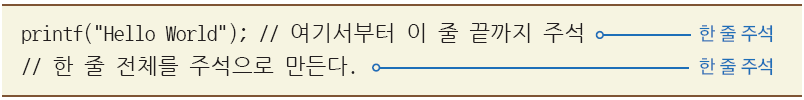 printf("Hello World"); // 여기서부터 이 줄 끝까지 주석 한 줄 주석
// 한 줄 전체를 주석으로 만든다. 한 줄 주석